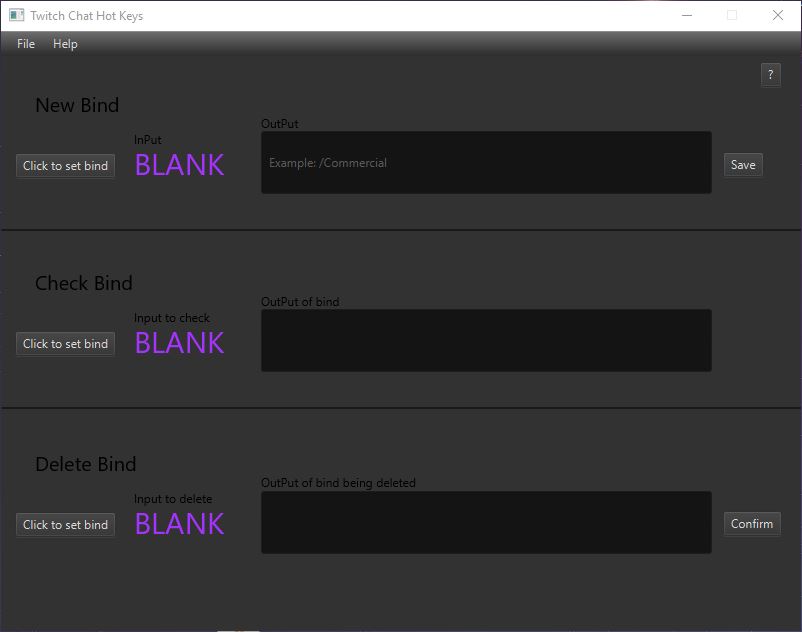 Twitch Chat Hot Keys
File Help
?
New Bind
OutPut
InPut
Click to set bind BLANK Example: /Commercial Save
Check Bind
OutPut of bind
Input to check
Click to set bind BLANK
Delete Bind
OutPut of bind being deleted
Input to delete
Click to set bind BLANK Confirm